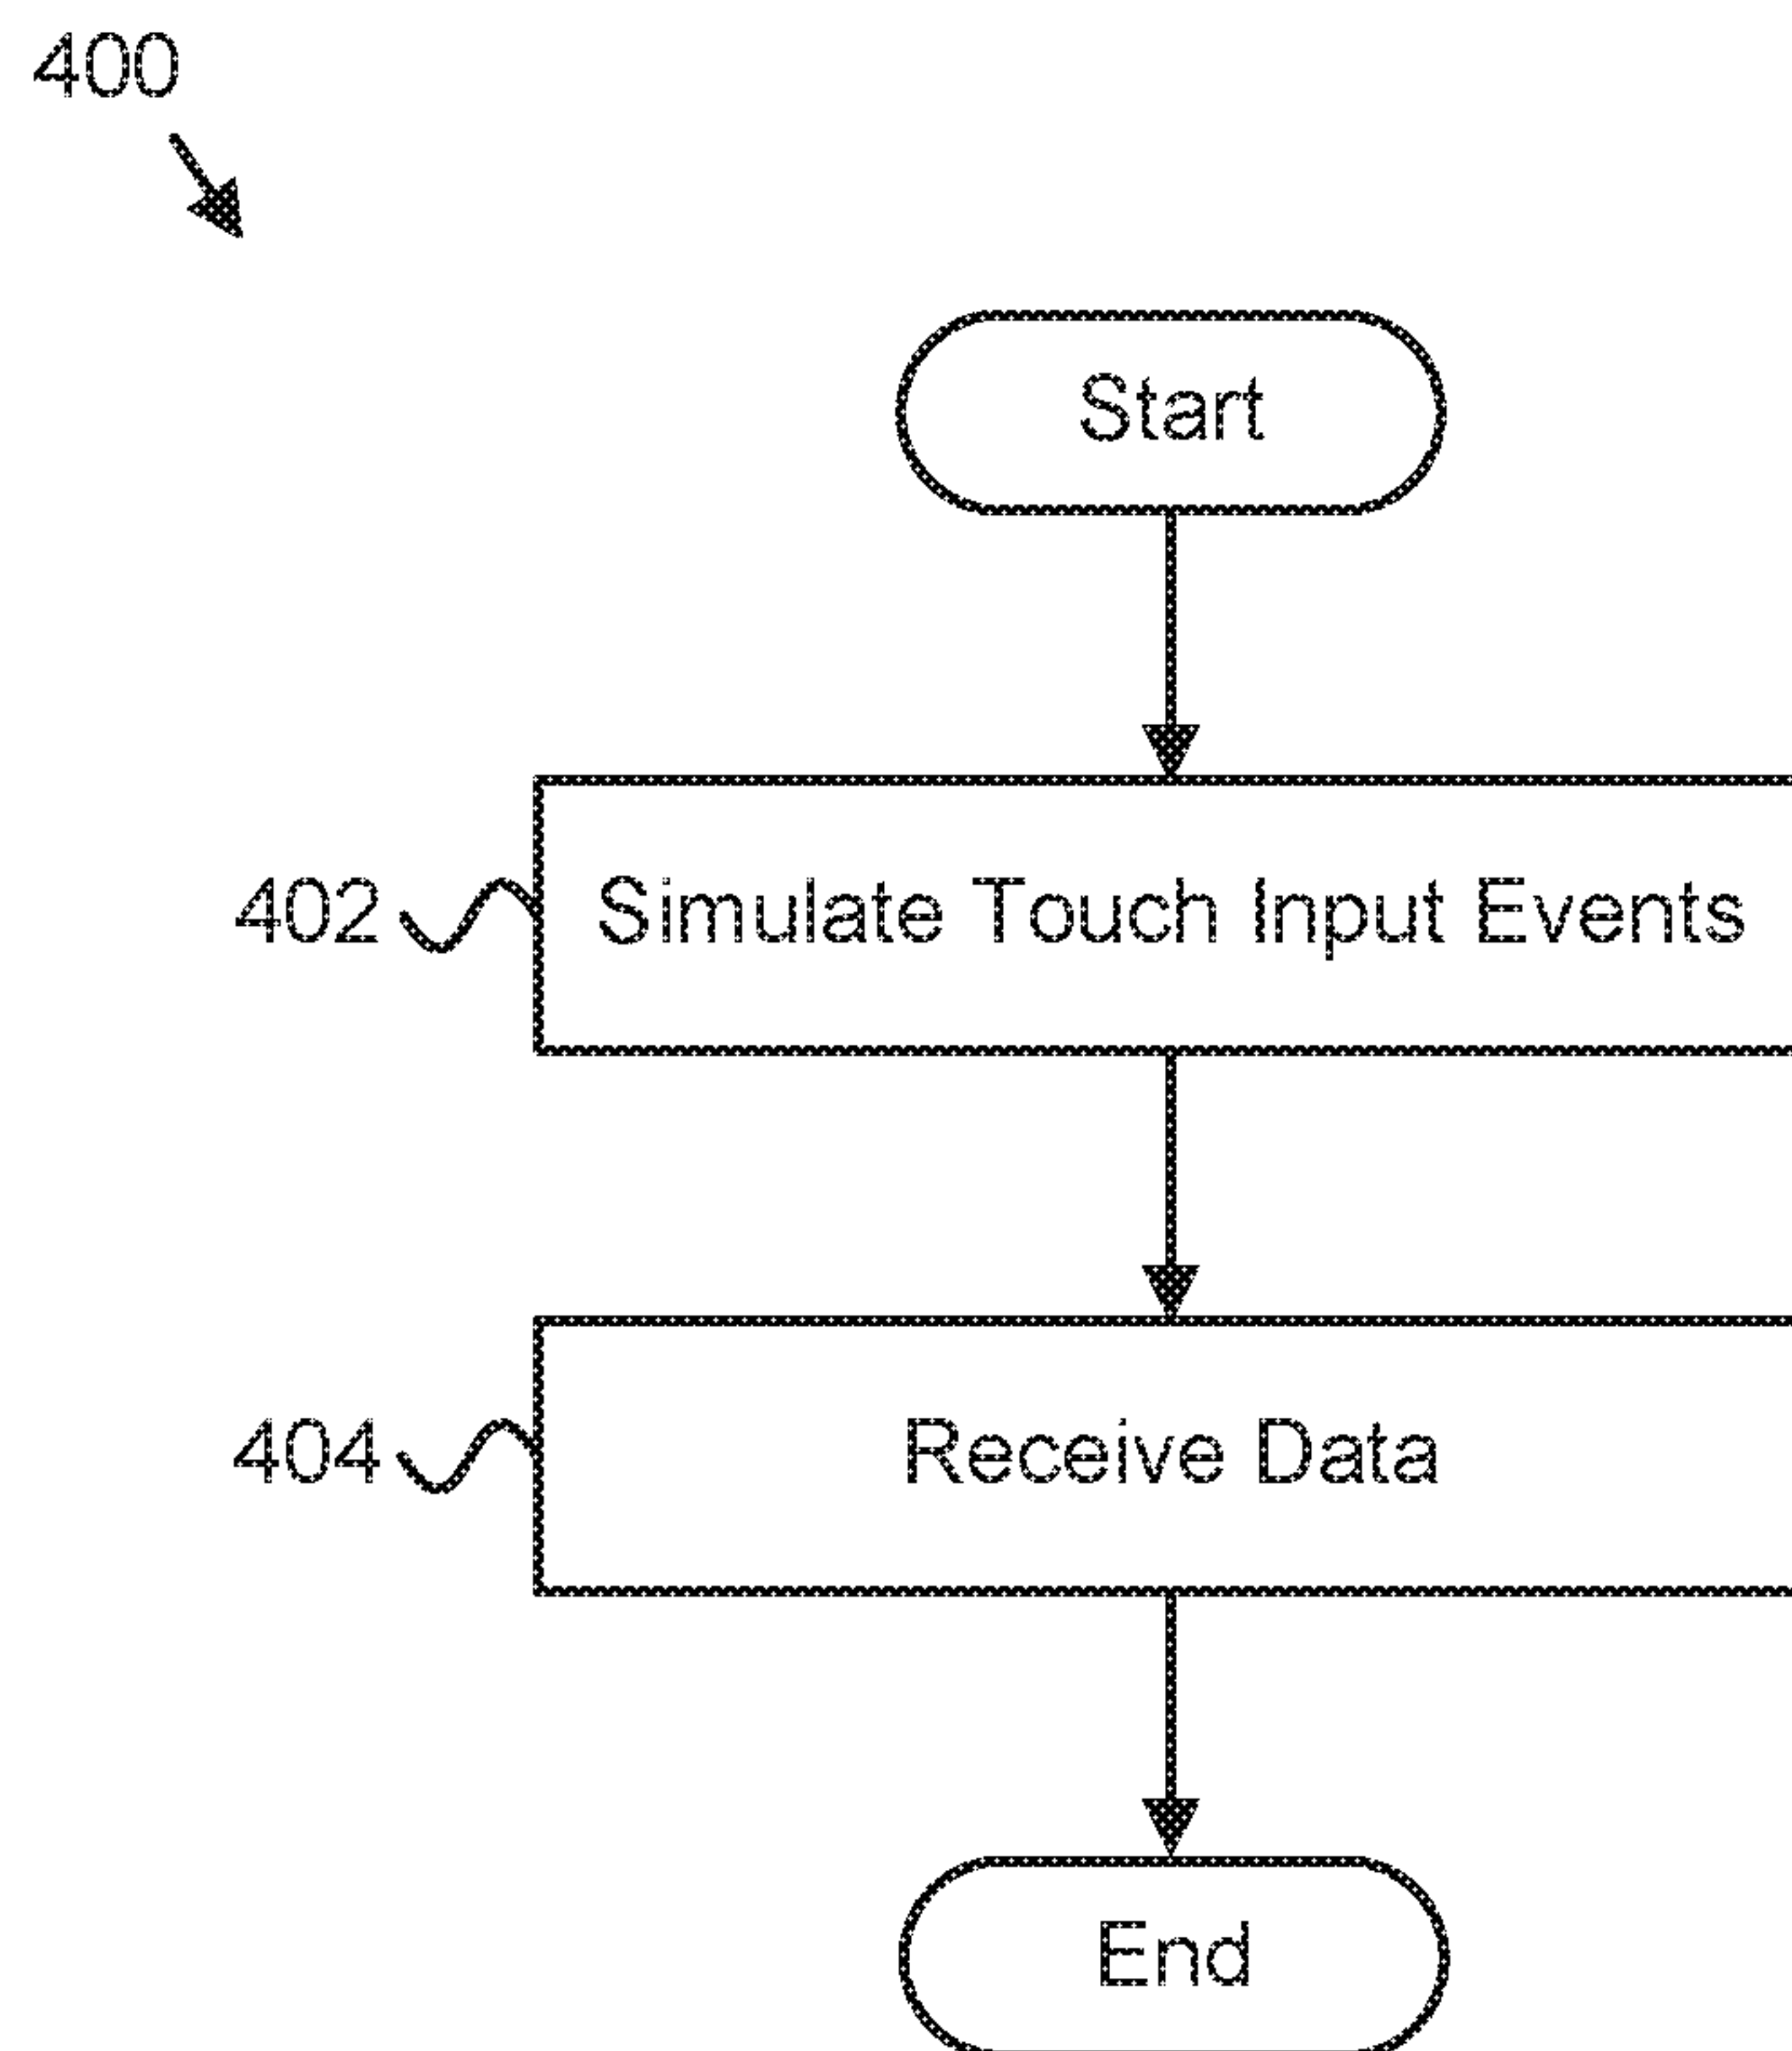 400
Start
402 Simulate Touch Input Events
404 Receive Data
End